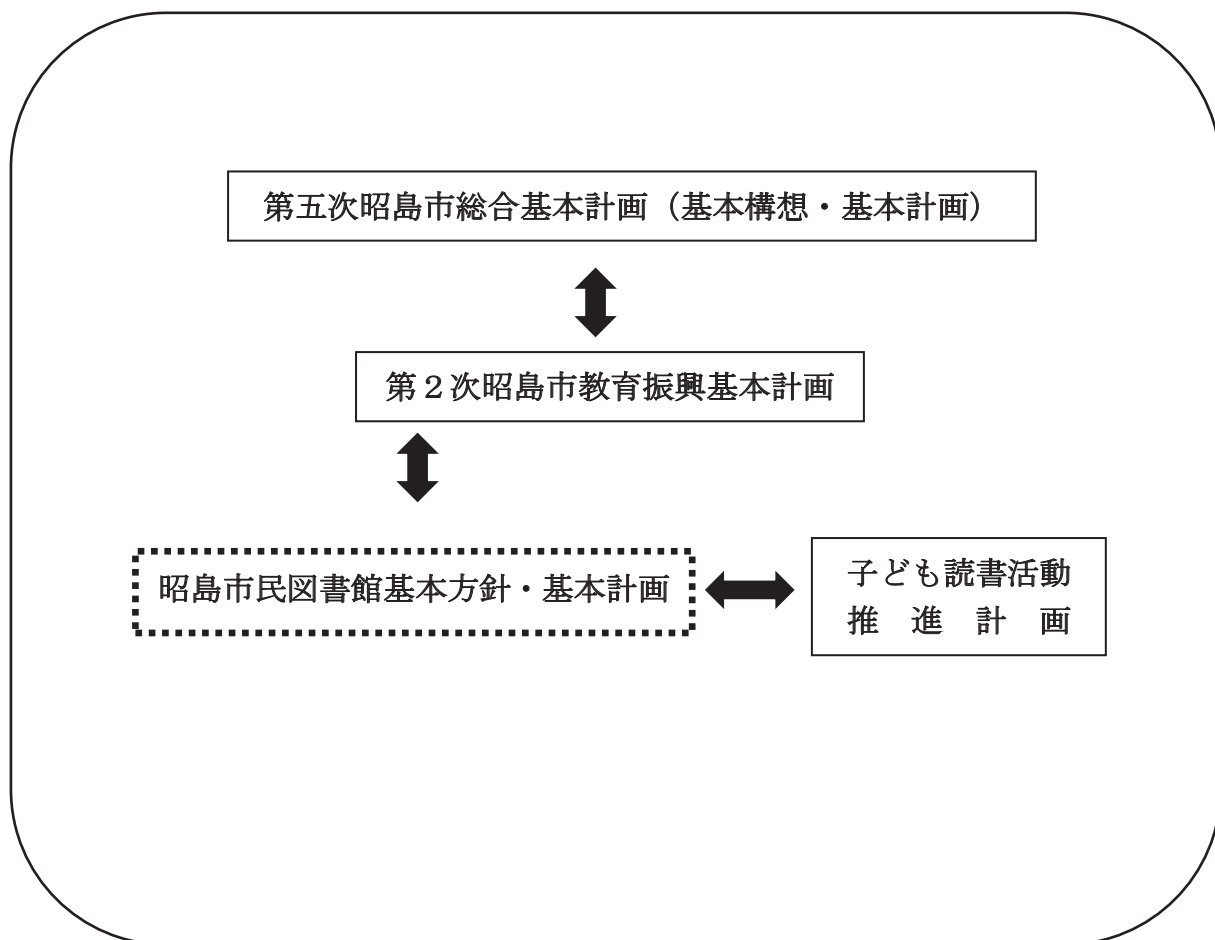 第五次昭島市総合基本計画（基本構想・基本計画）
第２次昭島市教育振興基本計画
昭島市民図書館基本方針・基本計画
子ども読書活動
推　進　計　画